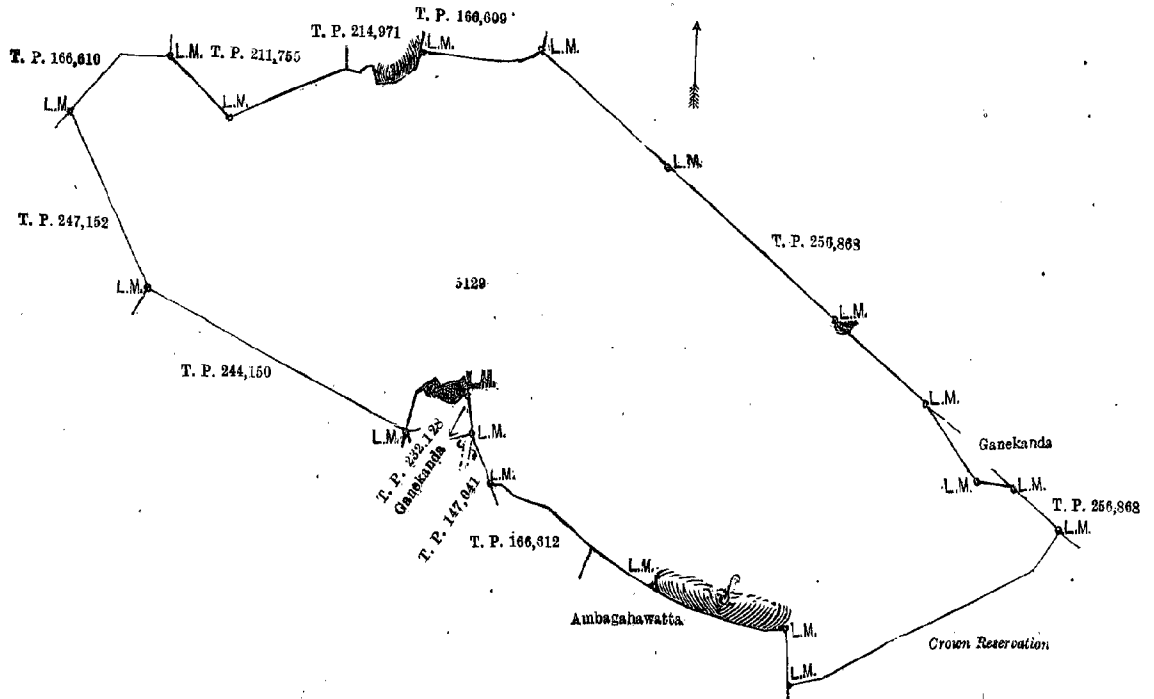 T. P. 166,609
T. P. 214,971
L.M.
L.M.
T. P. 166,610
L.M. T. P. 211,755
L.M.
L.M.
L.M.
T. P. 247,152
T. P. 256,868
5129
L.M.
L.M.
T. P. 244,150
L.M.
L.M.
L.M.
L.M.
T. P. 232,128
Ganekanda
Ganekanda
L.M.
T. P. 147,041
L.M.
L.M.
T. P. 256,868
L.M.
T. P. 166,612
L.M.
Ambagahawatta
L.M.
Crown Reservation
L.M.